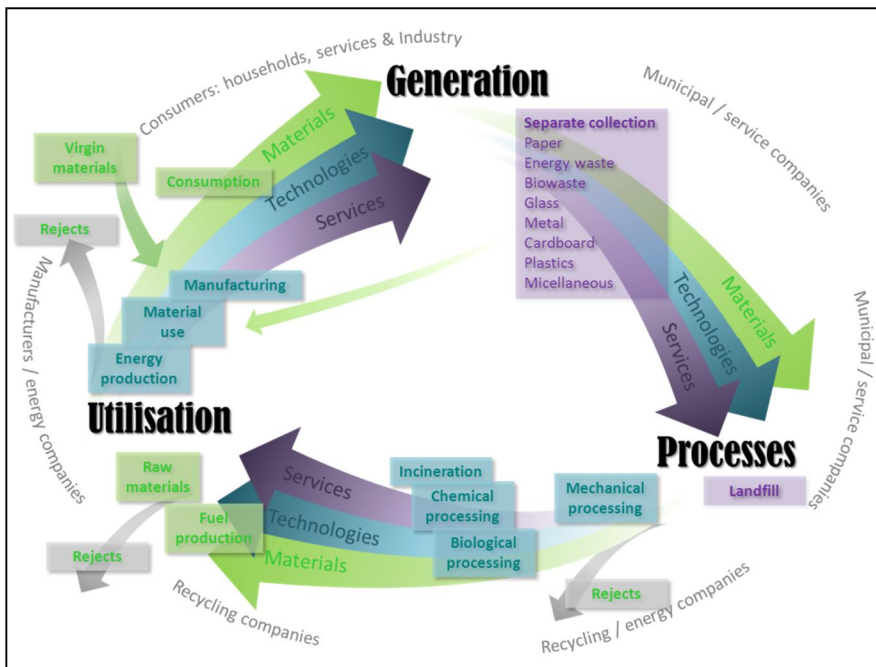 Consumers: households, services & Industry
Generation
Municipal / service companies
Separate collection
Paper
Energy waste
Biowaste
Glass
Metal
Cardboard
Plastics
Micellaneous
Virgin
materials
Consumption
Materials
Technologies
Services
Rejects
Manufacturing
Material
use
Energy
production
Manufacturers / energy companies
Materials
Technologies
Services
Municipal / service companies
Utilisation
Processes
Landfill
Raw
materials
Fuel
production
Rejects
Services
Technologies
Materials
Incineration
Chemical
processing
Biological
processing
Mechanical
processing
Rejects
Recycling companies
Recycling / energy companies